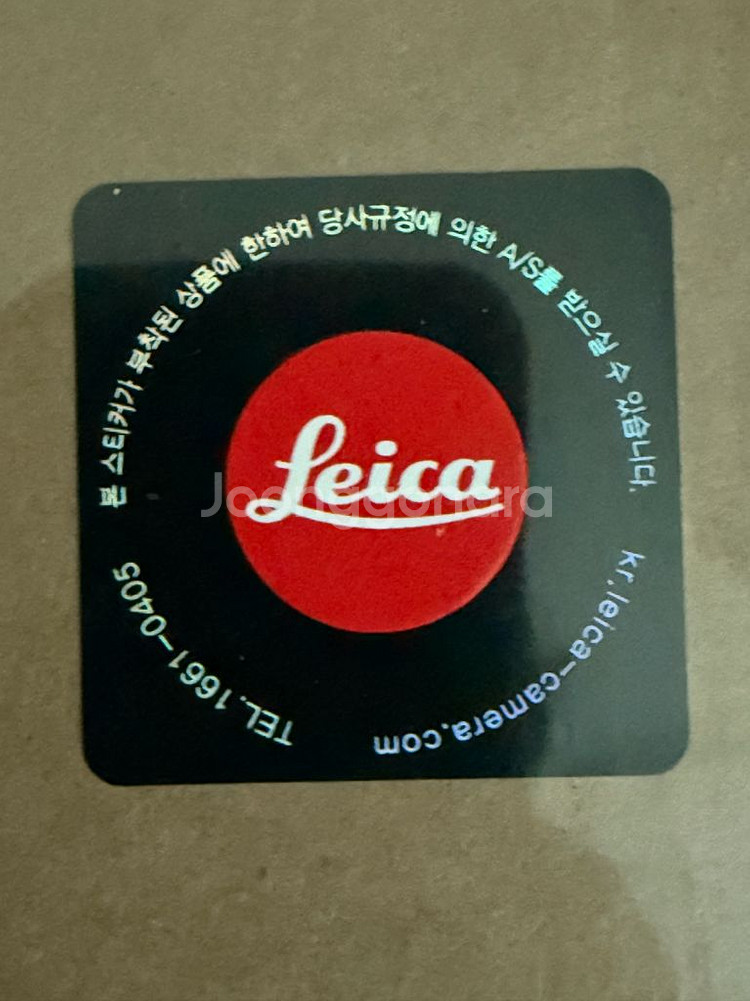 본 스티커가 부착된 상품에 한하여 당사규정에 의한 A/S를 받으실 수 있습니다.
Leica
Joonggonara
kr.leica-camera.com
TEL.1661-0405